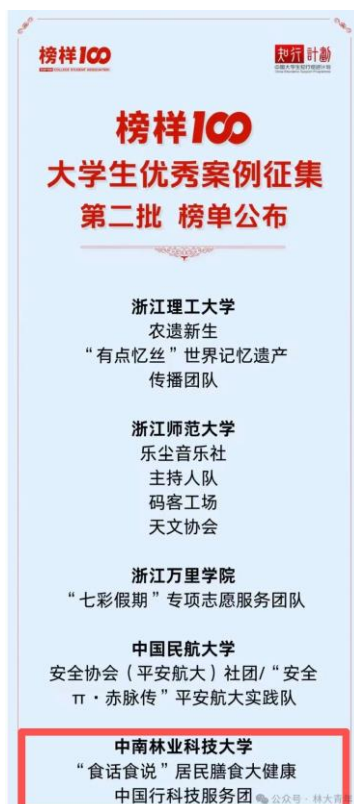 榜样100
知行計劃
榜样100
大学生优秀案例征集
第二批 榜单公布
浙江理工大学
农遗新生
“有点忆丝”世界记忆遗产
传播团队
浙江师范大学
乐尘音乐社
主持人队
码客工场
天文协会
浙江万里学院
“七彩假期”专项志愿服务团队
中国民航大学
安全协会（平安航大）社团/“安全
π·赤脉传”平安航大实践队
中南林业科技大学
“食话食说”居民膳食大健康
中国行科技服务团
公众号·林大青年